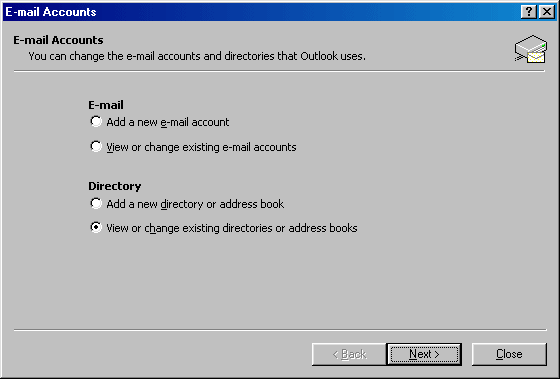 E-mail Accounts
E-mail Accounts
You can change the e-mail accounts and directories that Outlook uses.
E-mail
Add a new e-mail account
View or change existing e-mail accounts
Directory
Add a new directory or address book
View or change existing directories or address books
< Back
Next >
Close